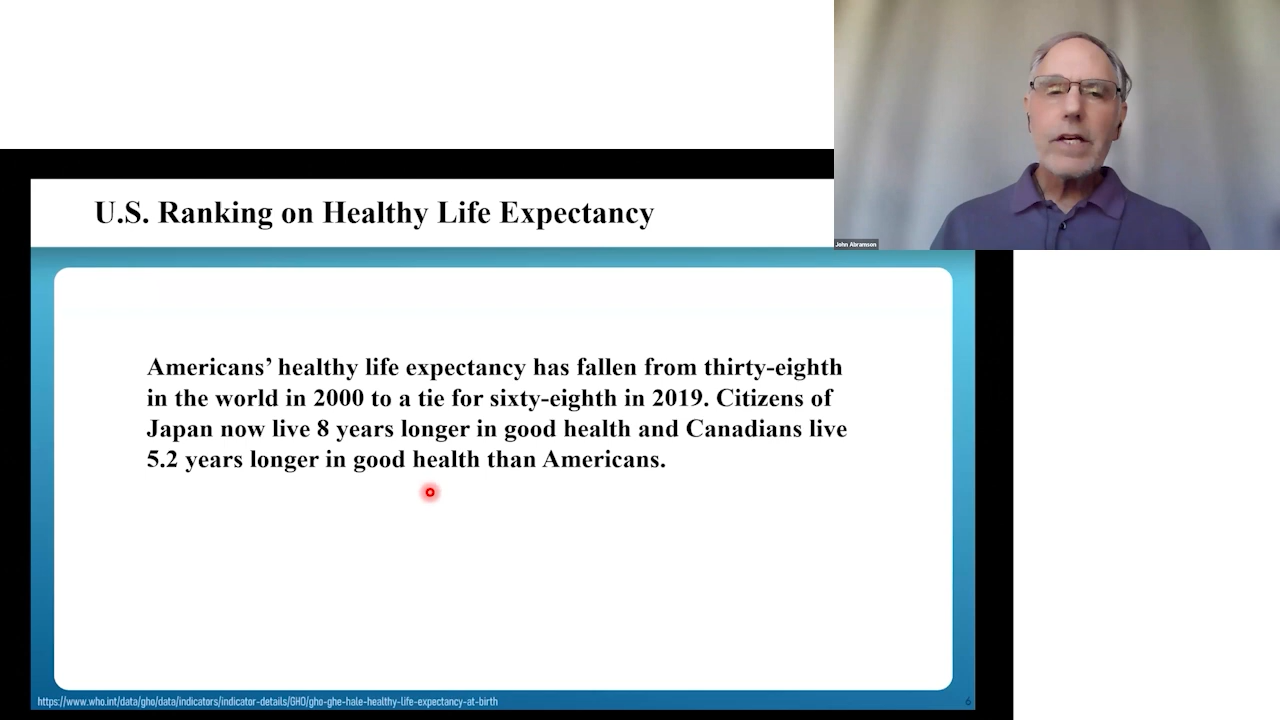 John Abramson
U.S. Ranking on Healthy Life Expectancy
Americans’ healthy life expectancy has fallen from thirty-eighth
in the world in 2000 to a tie for sixty-eighth in 2019. Citizens of
Japan now live 8 years longer in good health and Canadians live
5.2 years longer in good health than Americans.
https://www.who.int/data/gho/data/indicators/indicator-details/GHO/gho-ghe-hale-healthy-life-expectancy-at-birth
6